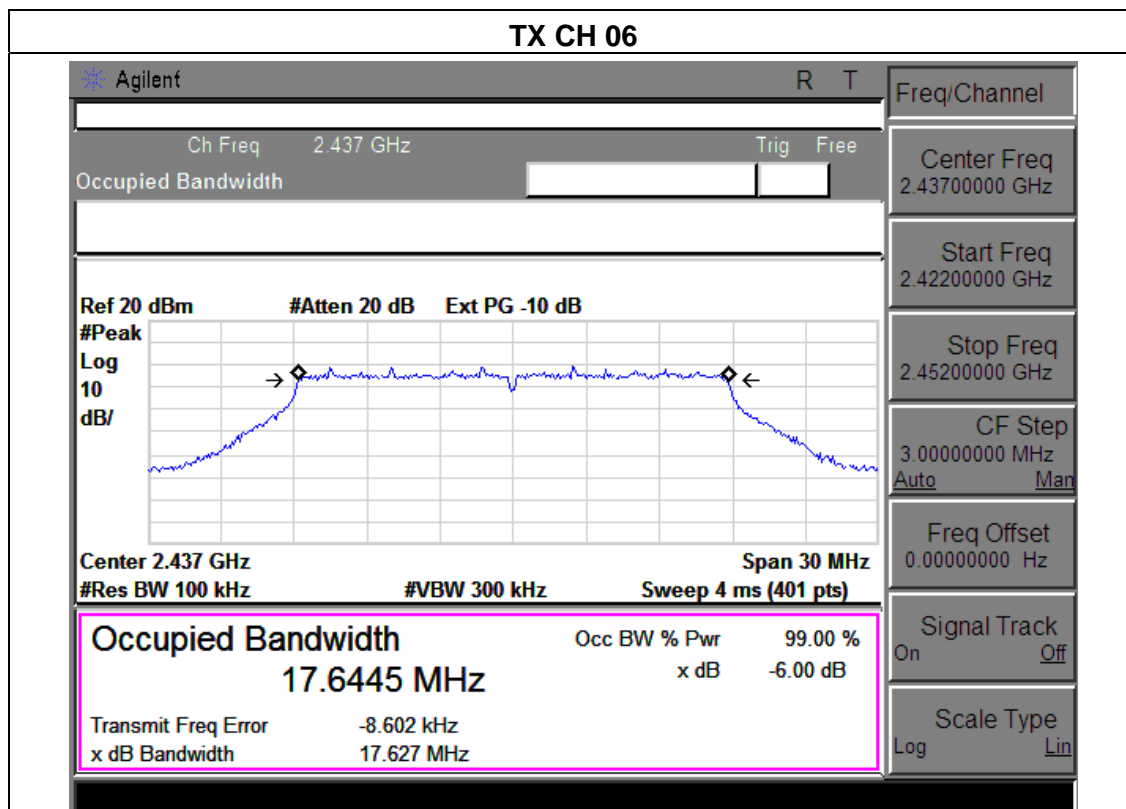 TX CH 06
Agilent R T
Ch Freq 2.437 GHz Trig Free
Occupied Bandwidth
Ref 20 dBm #Atten 20 dB Ext PG -10 dB
#Peak
Log
10
dB/
Center 2.437 GHz Span 30 MHz
#Res BW 100 kHz #VBW 300 kHz Sweep 4 ms (401 pts)
Occupied Bandwidth Occ BW % Pwr 99.00 %
17.6445 MHz x dB -6.00 dB
Transmit Freq Error -8.602 kHz
x dB Bandwidth 17.627 MHz
Freq/Channel
Center Freq
2.43700000 GHz
Start Freq
2.42200000 GHz
Stop Freq
2.45200000 GHz
CF Step
3.00000000 MHz
Auto Man
Freq Offset
0.00000000 Hz
Signal Track
On Off
Scale Type
Log Lin